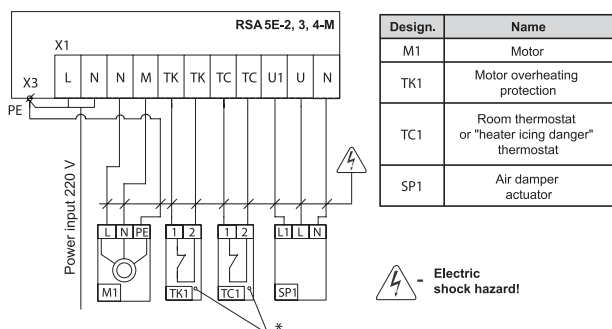 RSA 5E-2, 3, 4-M
X1
L N N M TK TK TC TC U1 U N
X3
PE
Power input 220 V
L N PE
1 2
1 2
L1 L N
M1
TK1
TC1
SP1
*
Design. Name
M1 Motor
TK1 Motor overheating
protection
TC1 Room thermostat
or "heater icing danger"
thermostat
SP1 Air damper
actuator
- Electric
shock hazard!